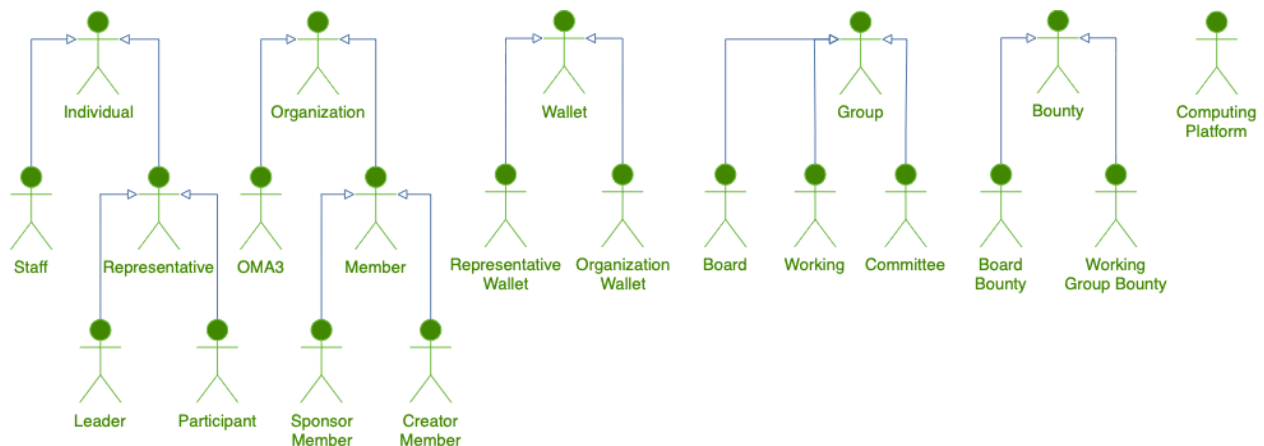 Individual
Organization
Wallet
Group
Bounty
Computing
Platform
Staff
Representative
OMA3
Member
Representative
Wallet
Organization
Wallet
Board
Working
Committee
Board
Bounty
Working
Group Bounty
Leader
Participant
Sponsor
Member
Creator
Member